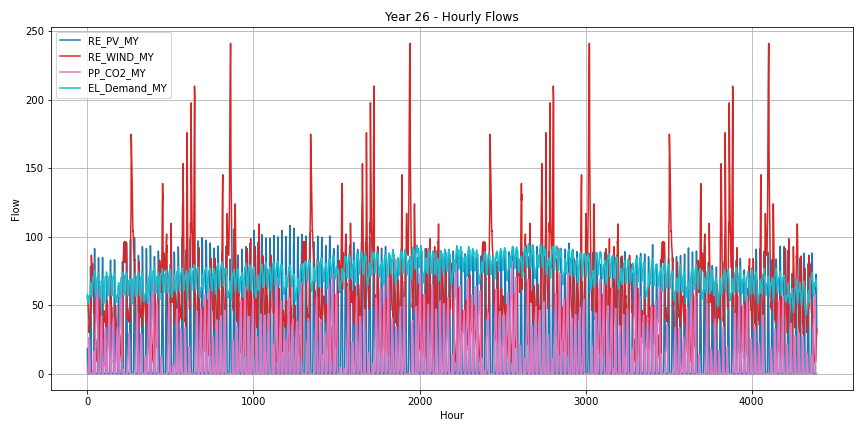 Year 26 - Hourly Flows
RE_PV_MY
RE_WIND_MY
PP_CO2_MY
EL_Demand_MY
250
200
150
100
50
0
Flow
0 1000 2000 3000 4000
Hour